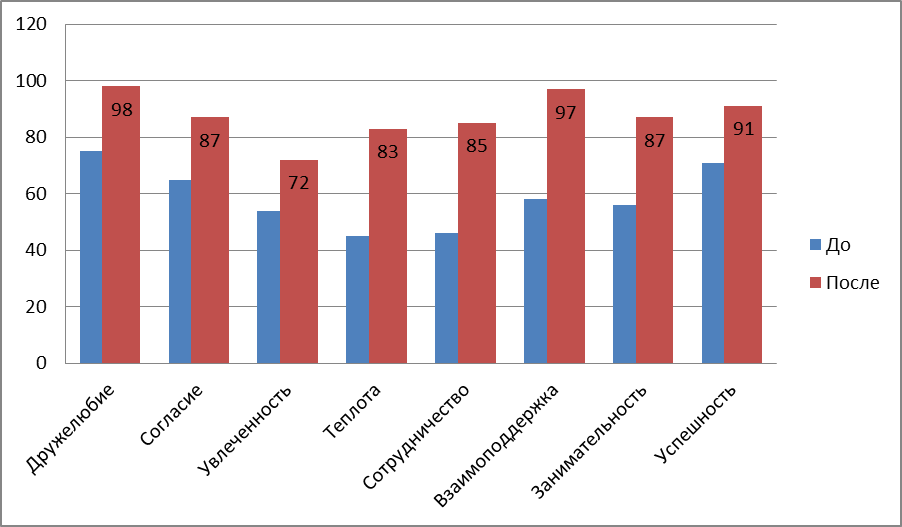 120
100
80
60
40
20
0
98
87
72
83
85
97
87
91
До
После
Дружелюбие
Согласие
Увлеченность
Теплота
Сотрудничество
Взаимоподдержка
Занимательность
Успешность